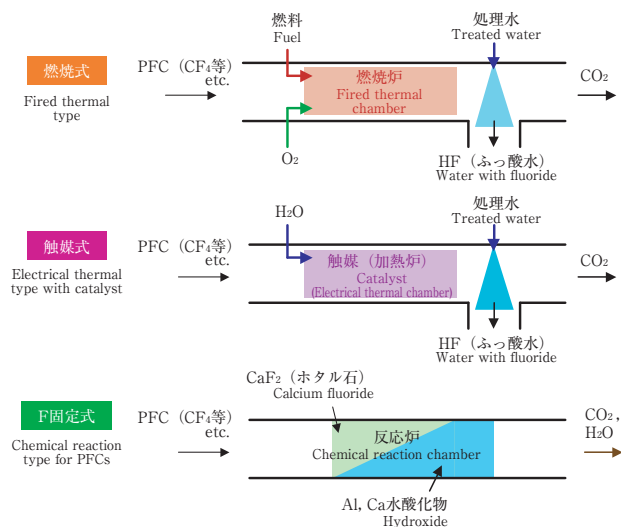 燃料
Fuel
処理水
Treated water
燃焼式
Fired thermal
type
PFC（CF4等）
etc.
燃焼炉
Fired thermal
chamber
CO2
O2
HF（ふっ酸水）
Water with fluoride
H2O
処理水
Treated water
触媒式
Electrical thermal
type with catalyst
PFC（CF4等）
etc.
触媒（加熱炉）
Catalyst
(Electrical thermal chamber)
CO2
HF（ふっ酸水）
Water with fluoride
CaF2（ホタル石）
Calcium fluoride
F固定式
Chemical reaction
type for PFCs
PFC（CF4等）
etc.
反応炉
Chemical reaction chamber
CO2 ,
H2O
Al, Ca水酸化物
Hydroxide